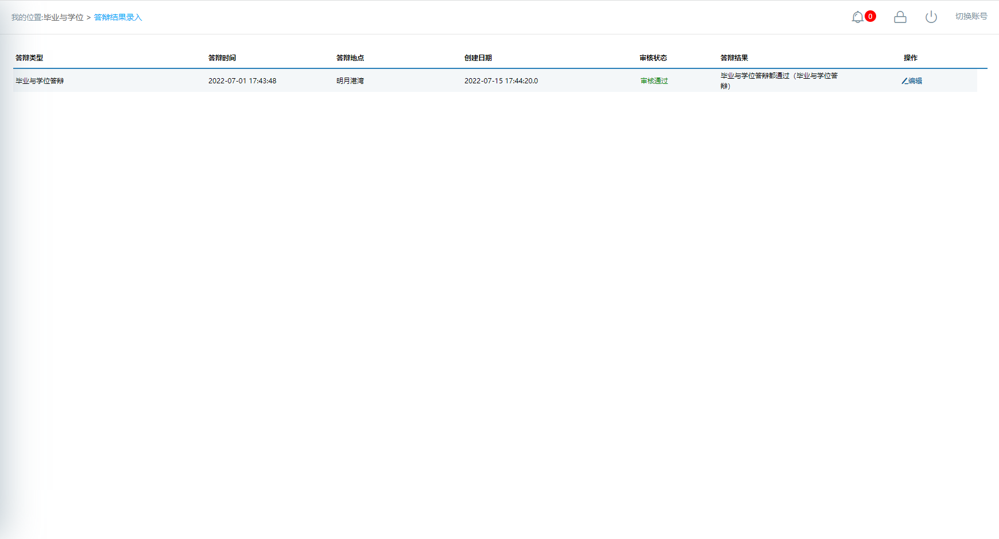 我的位置:毕业与学位 > 答辩结果录入
0
切换账号
答辩类型 答辩时间 答辩地点 创建日期 审核状态 答辩结果 操作
毕业与学位答辩 2022-07-01 17:43:48 明月港湾 2022-07-15 17:44:20.0 审核通过 毕业与学位答辩都通过（毕业与学位答
辩） 编辑